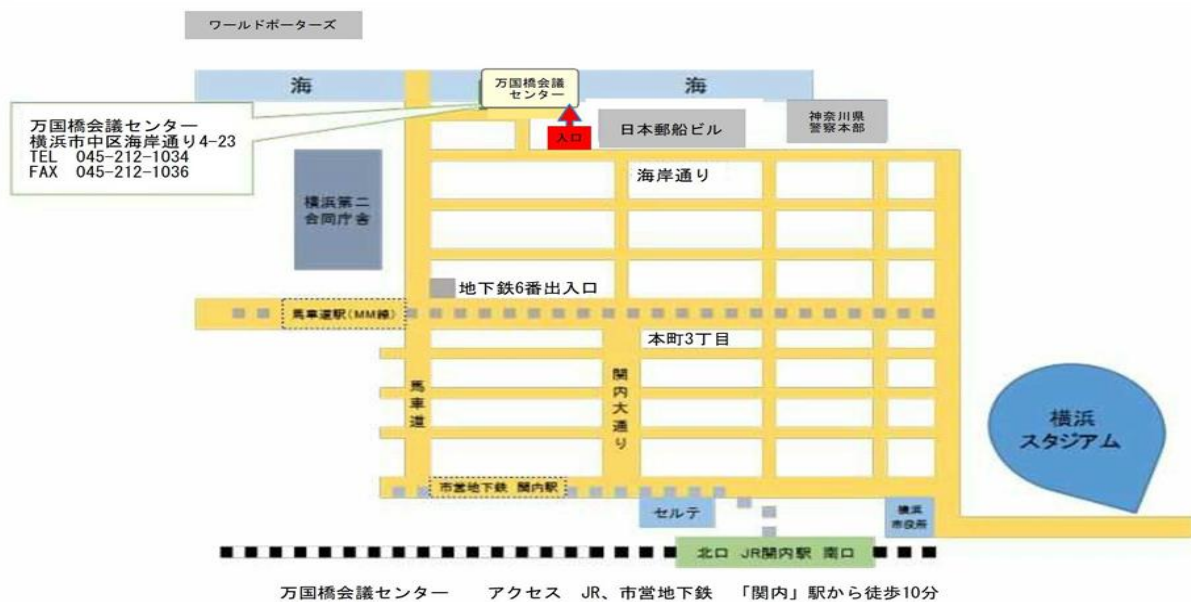 ワールドポーターズ
海
万国橋会議
センター
海
万国橋会議センター
横浜市中区海岸通り4-23
TEL 045-212-1034
FAX 045-212-1036
入口
日本郵船ビル
神奈川県
警察本部
海岸通り
横浜第二
合同庁舎
地下鉄6番出入口
馬車道駅(MM線)
本町3丁目
馬車道
関内大通り
横浜
スタジアム
市営地下鉄 関内駅
セルテ
横浜
市役所
北口 JR関内駅 南口
万国橋会議センター アクセス JR、市営地下鉄 「関内」駅から徒歩10分